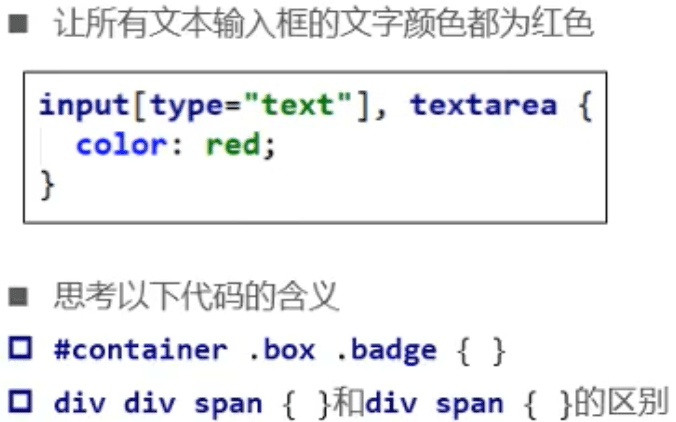 ■ 让所有文本输入框的文字颜色都为红色
input[type="text"], textarea {
  color: red;
}
■ 思考以下代码的含义
□ #container .box .badge { }
□ div div span { }和div span { }的区别